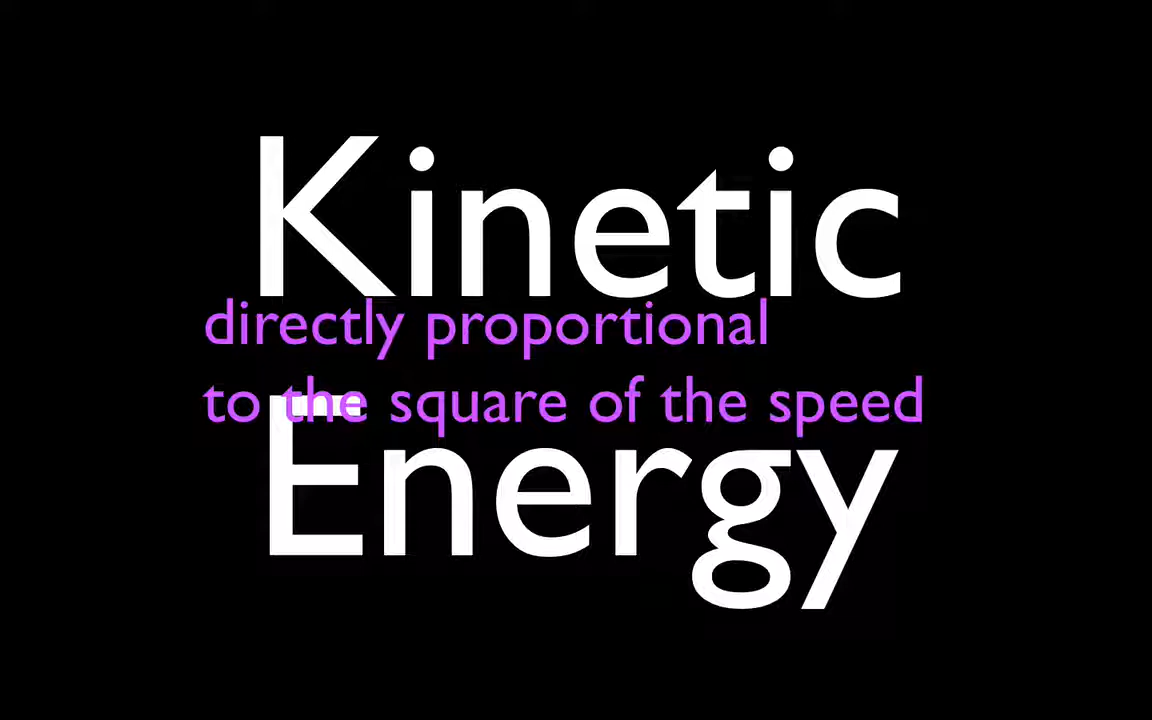 Kinetic
directly proportional
to the square of the speed
Energy